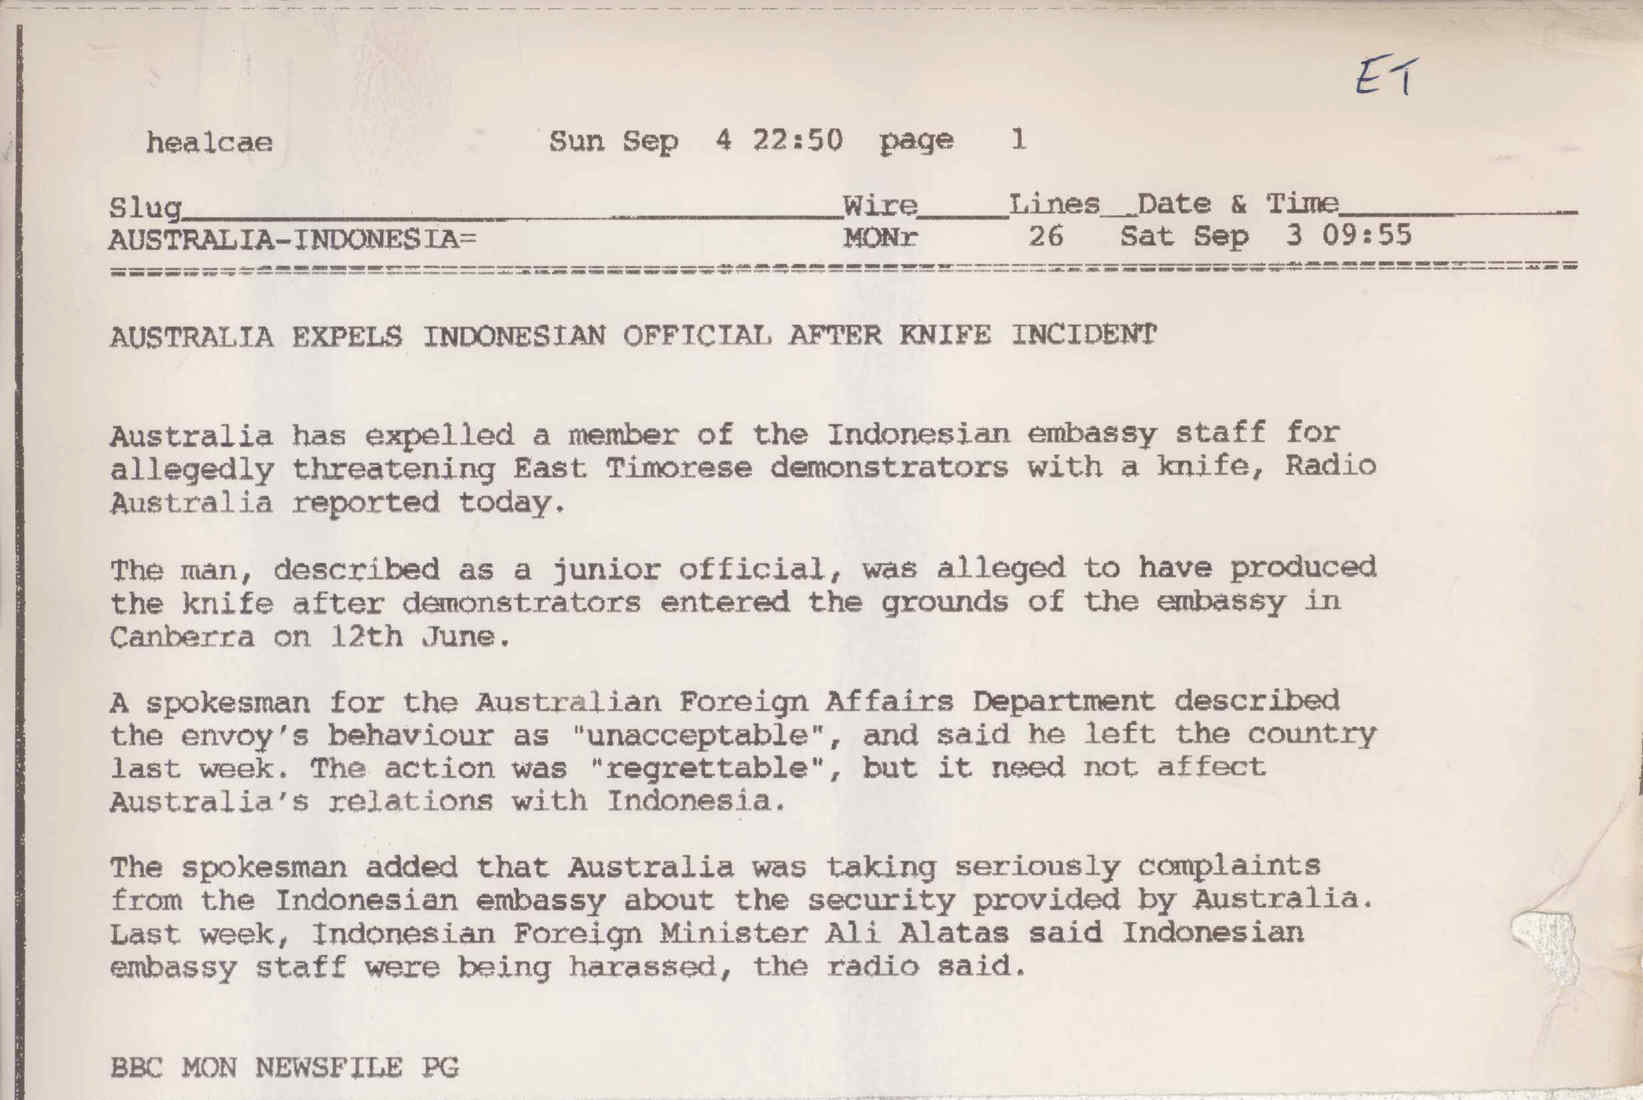 ET
healcae Sun Sep 4 22:50 page 1
Slug Wire Lines Date & Time
AUSTRALIA-INDONESIA= MONr 26 Sat Sep 3 09:55
AUSTRALIA EXPELS INDONESIAN OFFICIAL AFTER KNIFE INCIDENT
Australia has expelled a member of the Indonesian embassy staff for
allegedly threatening East Timorese demonstrators with a knife, Radio
Australia reported today.
The man, described as a junior official, was alleged to have produced
the knife after demonstrators entered the grounds of the embassy in
Canberra on 12th June.
A spokesman for the Australian Foreign Affairs Department described
the envoy's behaviour as "unacceptable", and said he left the country
last week. The action was "regrettable", but it need not affect
Australia's relations with Indonesia.
The spokesman added that Australia was taking seriously complaints
from the Indonesian embassy about the security provided by Australia.
Last week, Indonesian Foreign Minister Ali Alatas said Indonesian
embassy staff were being harassed, the radio said.
BBC MON NEWSFILE PG